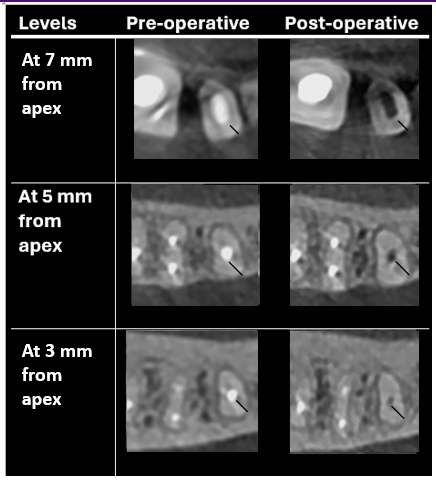 Levels Pre-operative Post-operative
At 7 mm
from
apex
At 5 mm
from
apex
At 3 mm
from
apex